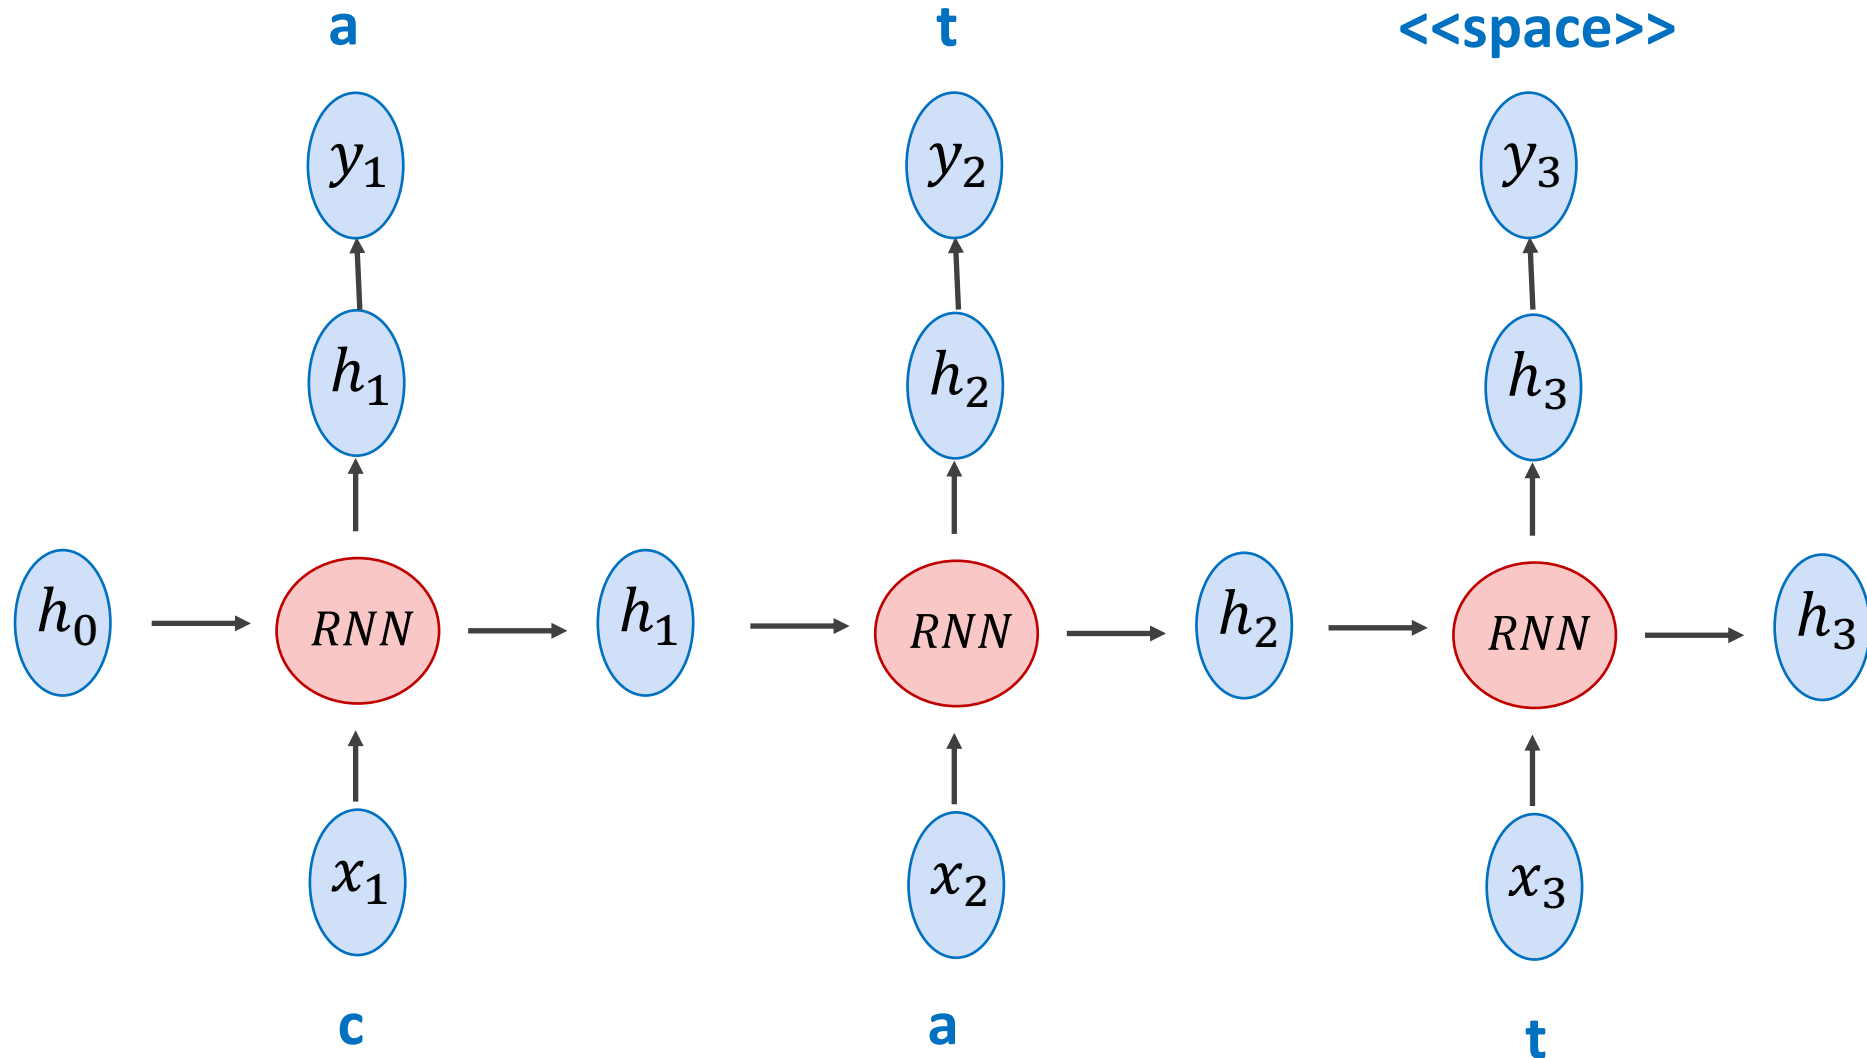 a t <<space>>
y₁ y₂ y₃
h₁ h₂ h₃
h₀ RNN h₁ RNN h₂ RNN h₃
x₁ x₂ x₃
c a t